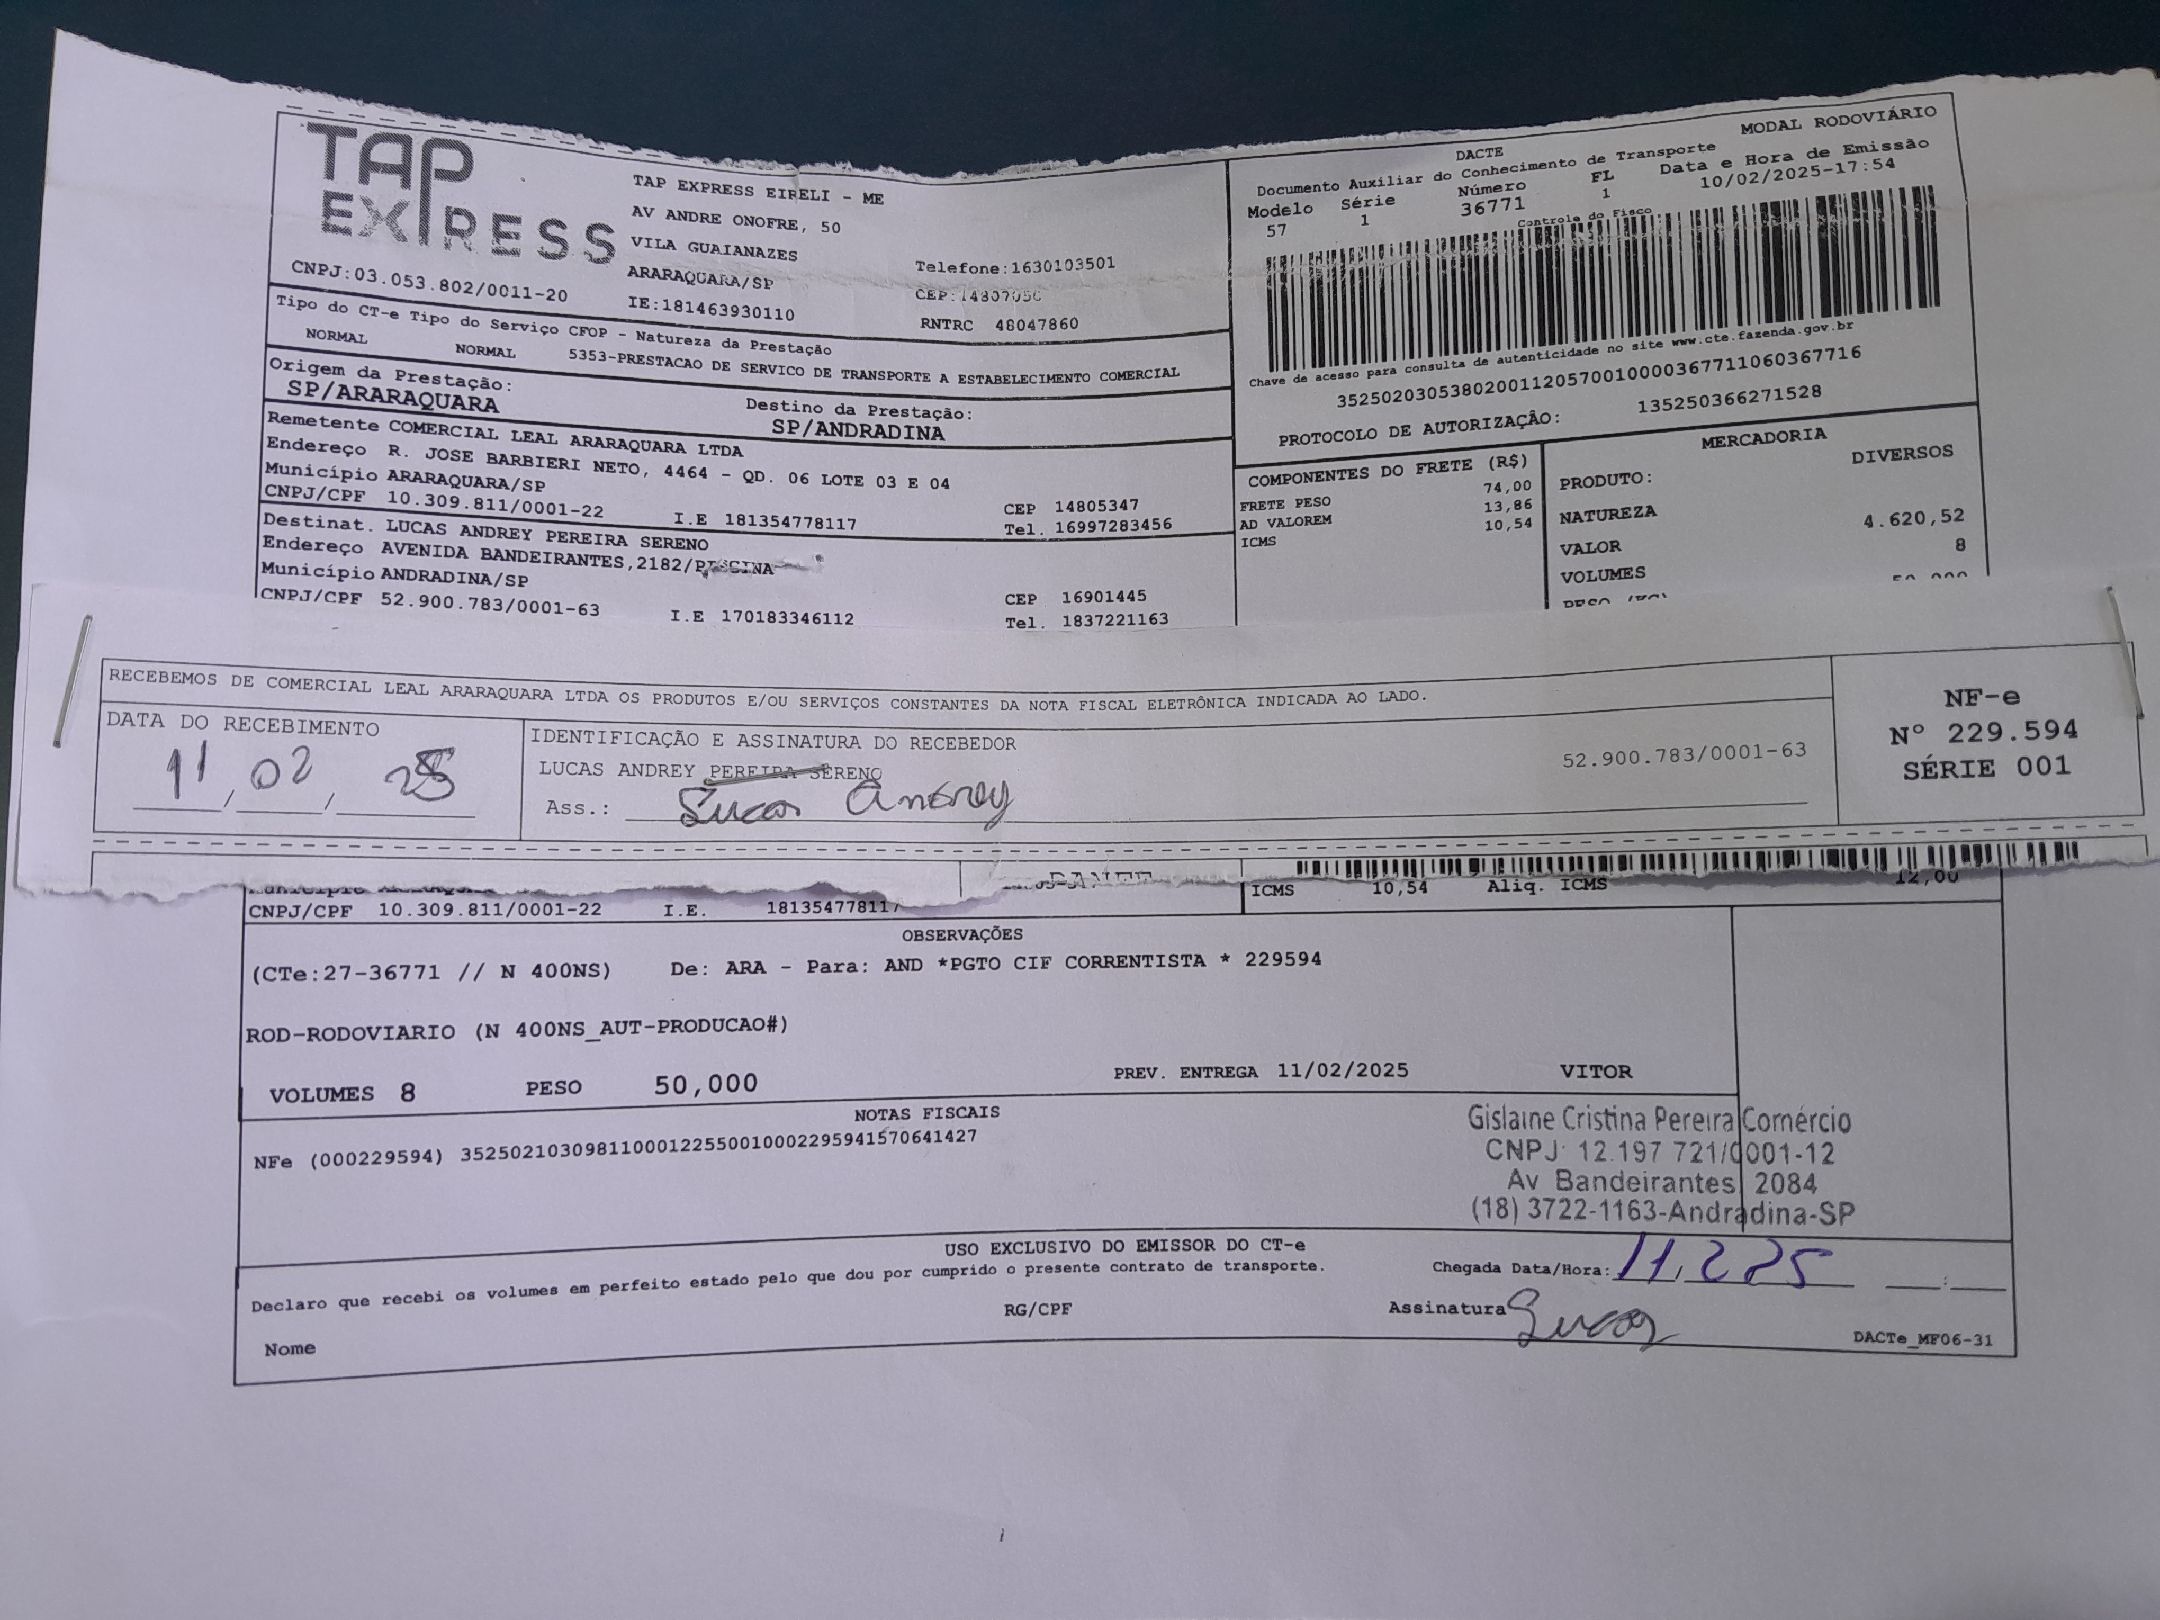 TAP
EXPRESS
TAP EXPRESS EIRELI - ME
AV ANDRE ONOFRE, 50
VILA GUAIANAZES
ARARAQUARA/SP
IE:181463930110
Telefone:1630103501
RNTRC 48047860
CNPJ:03.053.802/0011-20
MODAL RODOVIÁRIO
DACTE
Documento Auxiliar do Conhecimento de Transporte
Modelo Série Número FL Data e Hora de Emissão
57 1 36771 1 10/02/2025-17:54
Controle do Fisco
Chave de acesso para consulta de autenticidade no site www.cte.fazenda.gov.br
35250203053802001120570010000367711060367716
PROTOCOLO DE AUTORIZAÇÂO: 135250366271528
Tipo do CT-e Tipo do Serviço CFOP - Natureza da Prestação
NORMAL NORMAL 5353-PRESTACAO DE SERVICO DE TRANSPORTE A ESTABELECIMENTO COMERCIAL
Origem da Prestação: Destino da Prestação:
SP/ARARAQUARA SP/ANDRADINA
Remetente COMERCIAL LEAL ARARAQUARA LTDA
Endereço R. JOSE BARBIERI NETO, 4464 - QD. 06 LOTE 03 E 04
Município ARARAQUARA/SP CEP 14805347
CNPJ/CPF 10.309.811/0001-22 I.E 181354778117 Tel. 16997283456
Destinat. LUCAS ANDREY PEREIRA SERENO
Endereço AVENIDA BANDEIRANTES,2182/PISCINA
Município ANDRADINA/SP CEP 16901445
CNPJ/CPF 52.900.783/0001-63 I.E 170183346112 Tel. 1837221163
COMPONENTES DO FRETE (R$)
FRETE PESO 74,00
AD VALOREM 13,86
ICMS 10,54
MERCADORIA
PRODUTO: DIVERSOS
NATUREZA
VALOR 4.620,52
VOLUMES 8
RECEBEMOS DE COMERCIAL LEAL ARARAQUARA LTDA OS PRODUTOS E/OU SERVIÇOS CONSTANTES DA NOTA FISCAL ELETRÔNICA INDICADA AO LADO.
DATA DO RECEBIMENTO
11/02/25
IDENTIFICAÇÃO E ASSINATURA DO RECEBEDOR
LUCAS ANDREY PEREIRA SERENO 52.900.783/0001-63
Ass.: Lucas Andrey
NF-e
Nº 229.594
SÉRIE 001
ICMS 10,54 Aliq. ICMS 12,00
CNPJ/CPF 10.309.811/0001-22 I.E. 181354778117
OBSERVAÇÕES
(CTe:27-36771 // N 400NS) De: ARA - Para: AND *PGTO CIF CORRENTISTA * 229594
ROD-RODOVIARIO (N 400NS_AUT-PRODUCAO#)
VOLUMES 8 PESO 50,000 PREV. ENTREGA 11/02/2025 VITOR
NOTAS FISCAIS
NFe (000229594) 35250210309811000122550010002295941570641427
Gislaine Cristina Pereira Comércio
CNPJ: 12.197 721/0001-12
Av Bandeirantes 2084
(18) 3722-1163-Andradina-SP
USO EXCLUSIVO DO EMISSOR DO CT-e
Declaro que recebi os volumes em perfeito estado pelo que dou por cumprido o presente contrato de transporte.
Chegada Data/Hora: 11/2/25 __:__
Nome RG/CPF Assinatura Lucas
DACTe_MF06-31